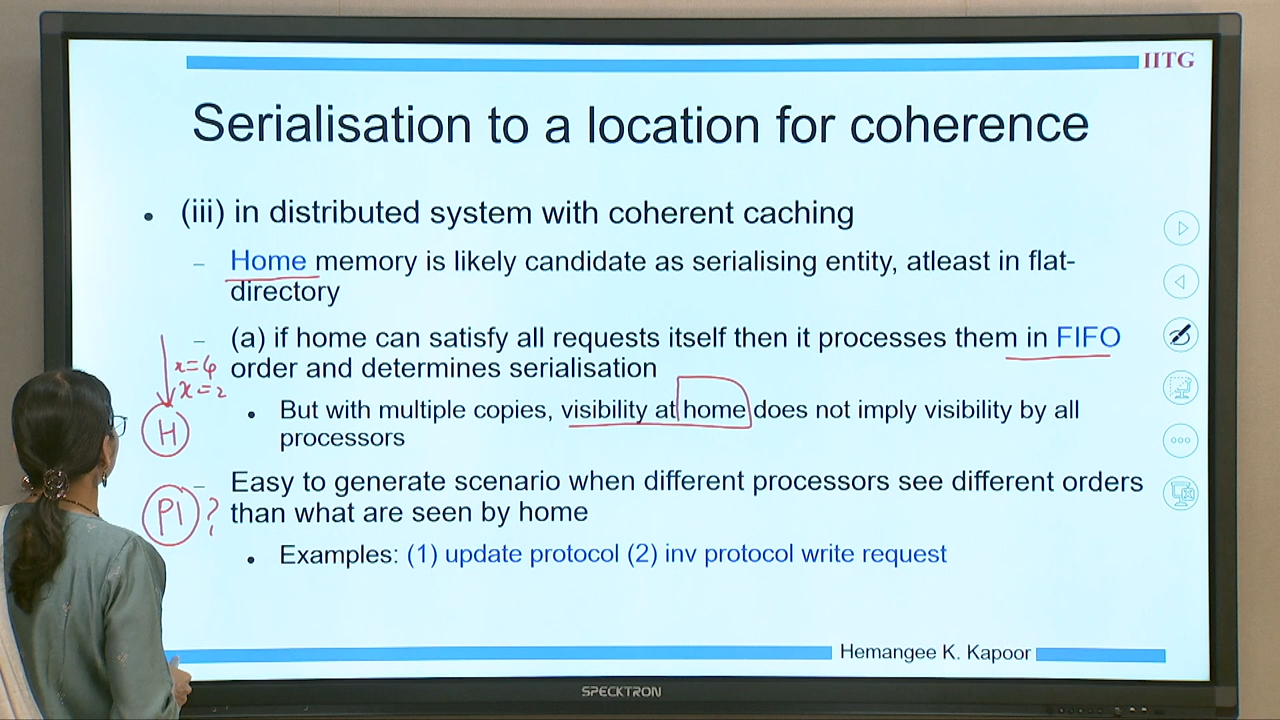 IITG
Serialisation to a location for coherence
• (iii) in distributed system with coherent caching
– Home memory is likely candidate as serialising entity, atleast in flat-
directory
– (a) if home can satisfy all requests itself then it processes them in FIFO
order and determines serialisation
x=4
x=2
H
• But with multiple copies, visibility at home does not imply visibility by all
processors
– Easy to generate scenario when different processors see different orders
than what are seen by home
P1 ?
• Examples: (1) update protocol (2) inv protocol write request
Hemangee K. Kapoor
SPECKTRON